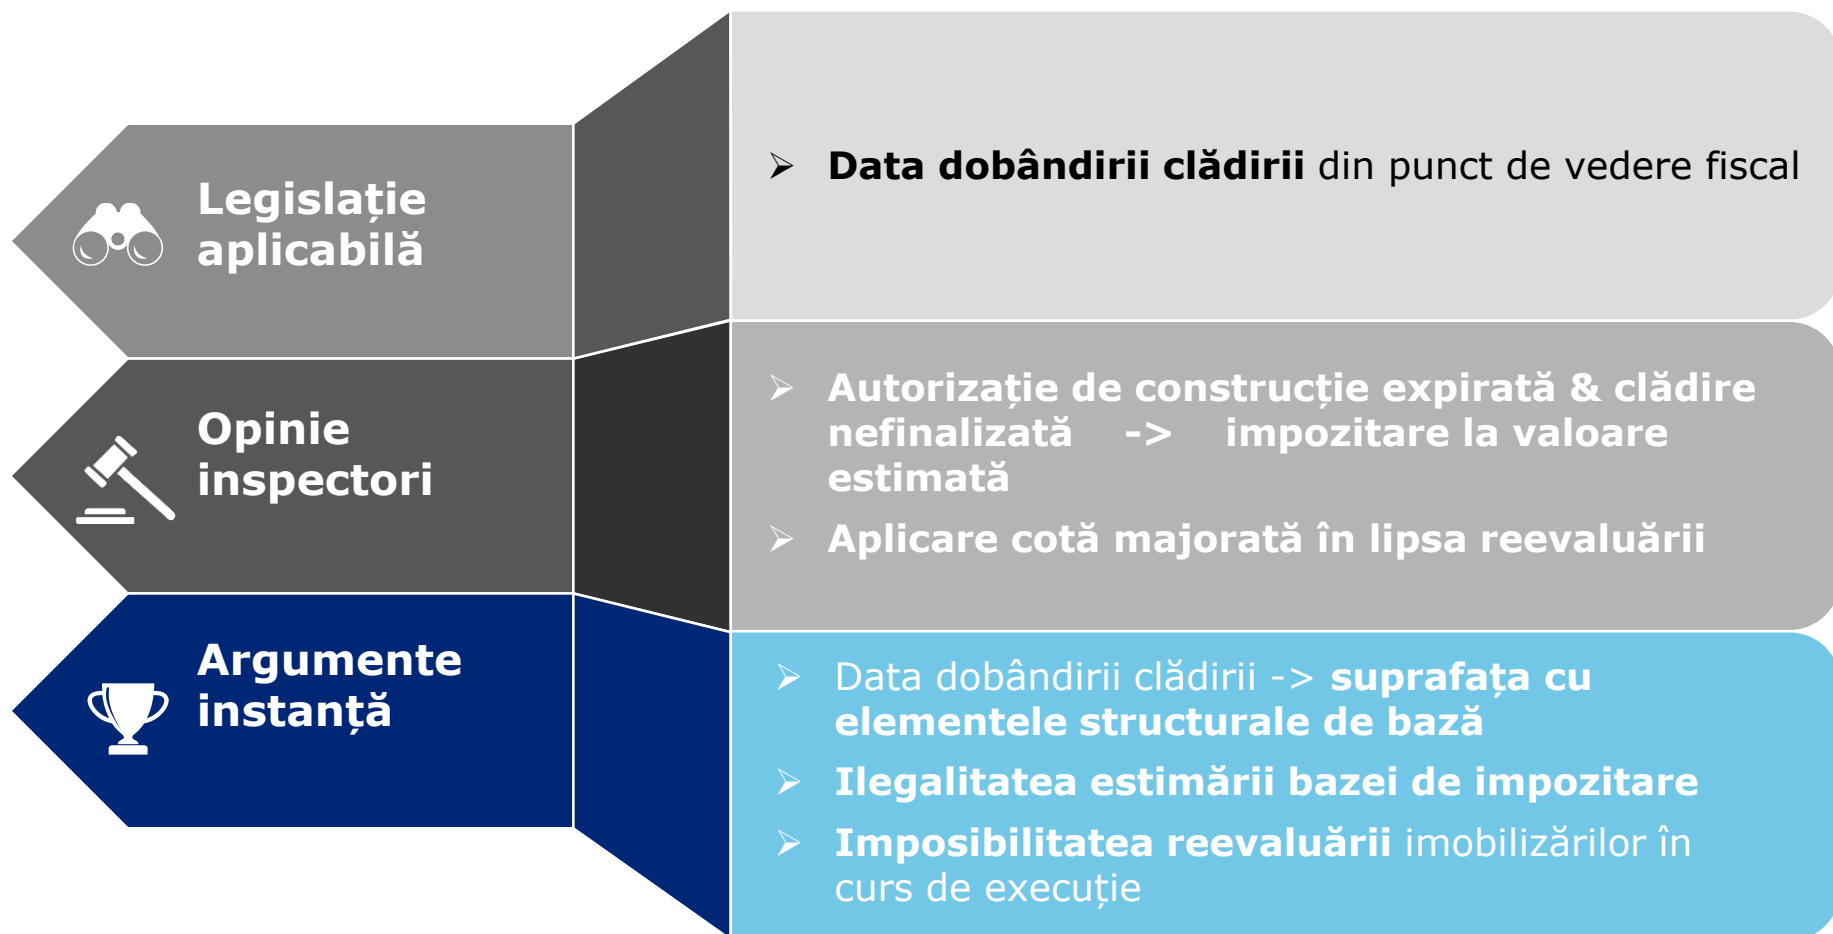 Legislație
aplicabilă
➢ Data dobândirii clădirii din punct de vedere fiscal
Opinie
inspectori
➢ Autorizație de construcție expirată & clădire
nefinalizată -> impozitare la valoare
estimată
➢ Aplicare cotă majorată în lipsa reevaluării
Argumente
instanță
➢ Data dobândirii clădirii -> suprafața cu
elementele structurale de bază
➢ Ilegalitatea estimării bazei de impozitare
➢ Imposibilitatea reevaluării imobilizărilor în
curs de execuție